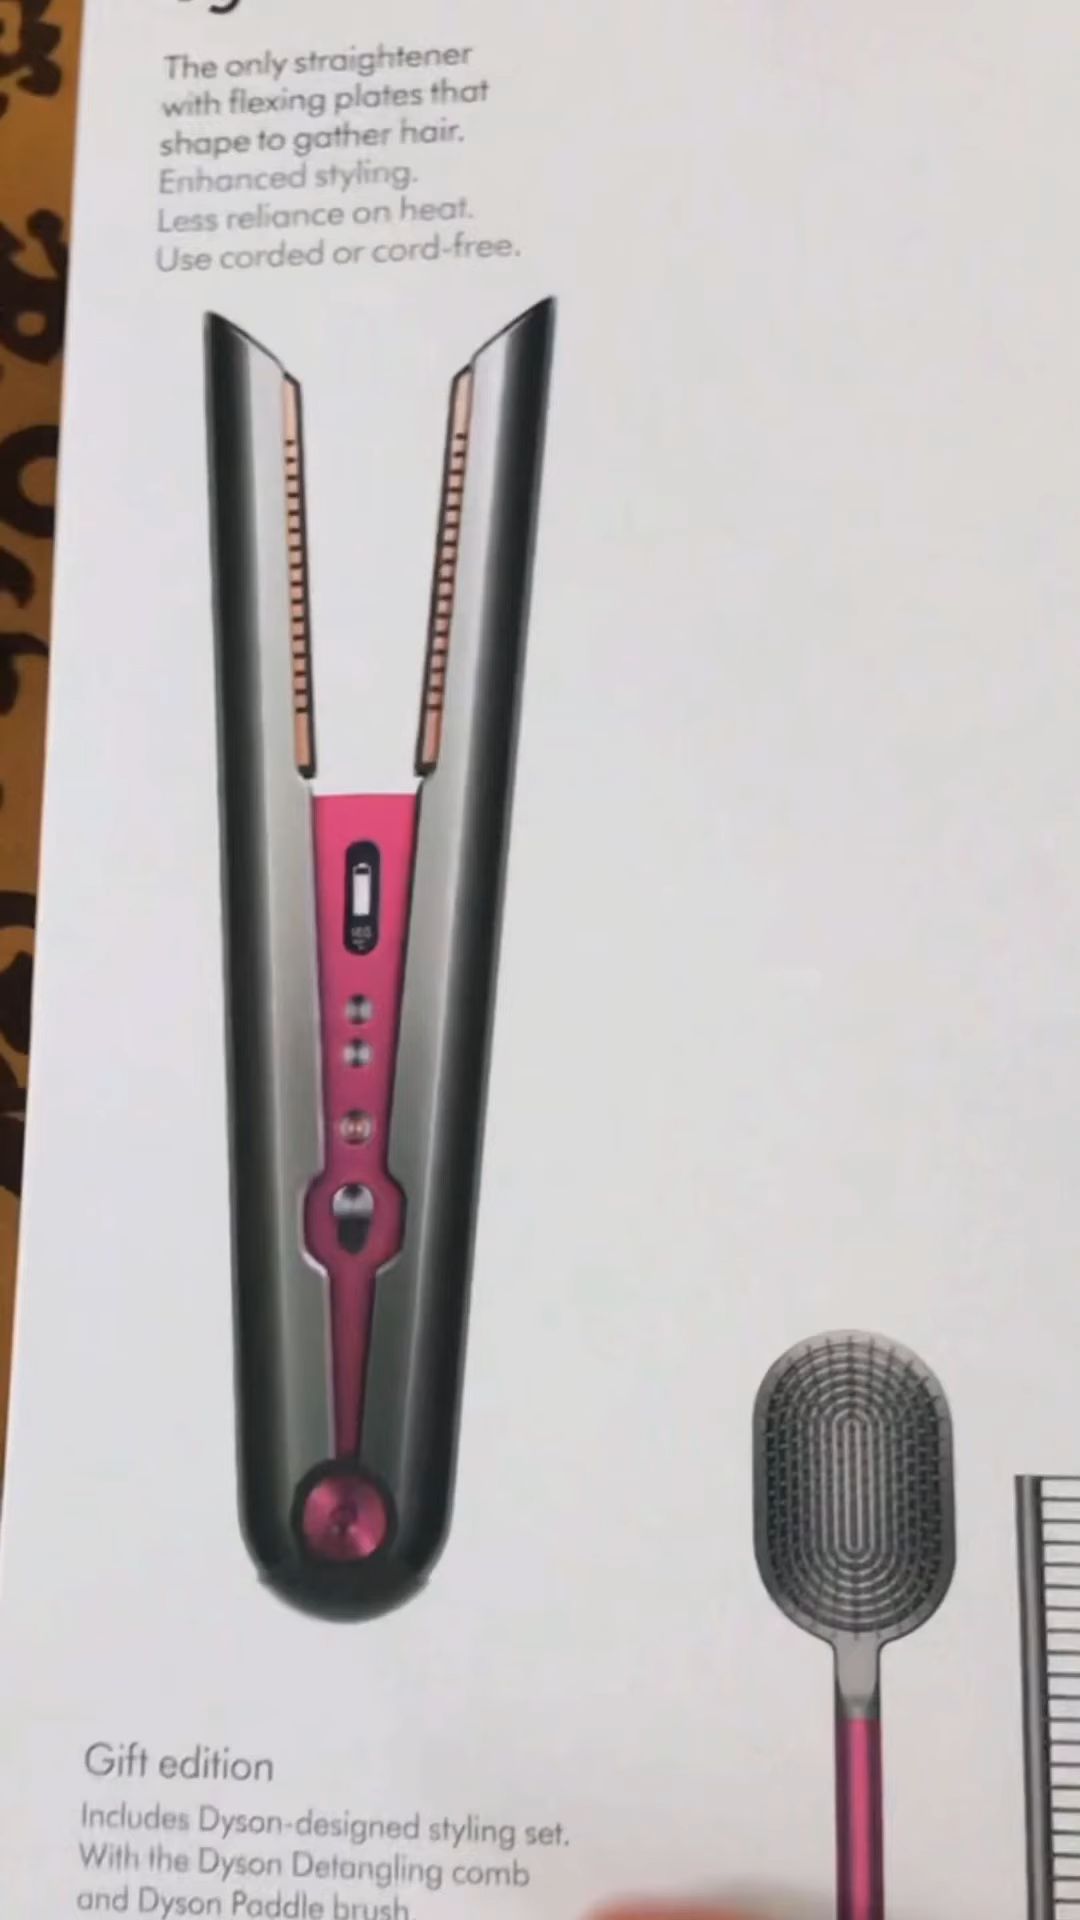 The only straightener
with flexing plates that
shape to gather hair.
Enhanced styling.
Less reliance on heat.
Use corded or cord-free.
Gift edition
Includes Dyson-designed styling set.
With the Dyson Detangling comb
and Dyson Paddle brush.